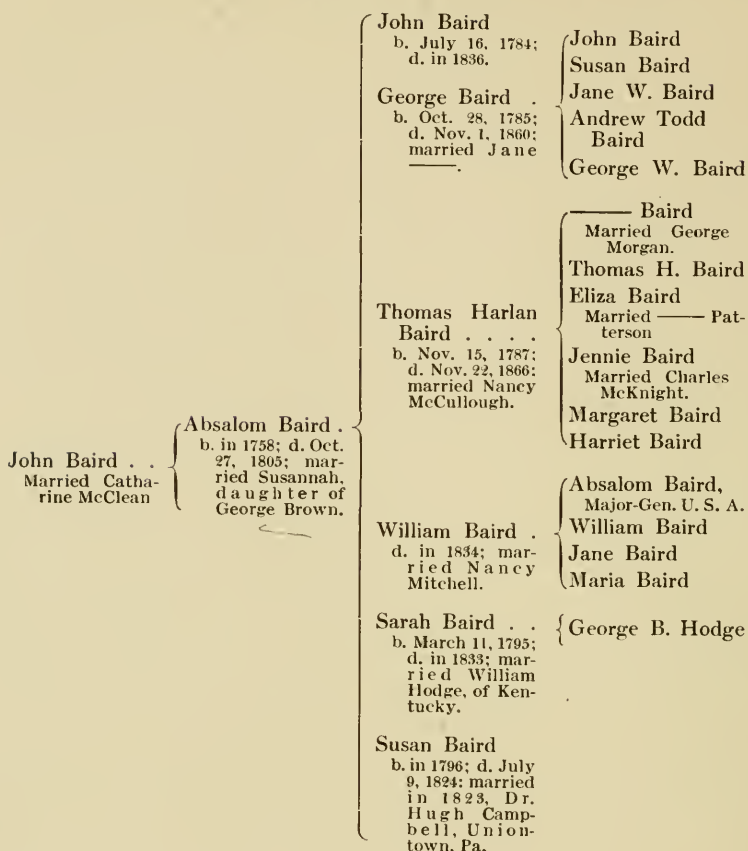 John Baird . .
Married Catha-
rine McClean
Absalom Baird .
b. in 1758; d. Oct.
27, 1805; mar-
ried Susannah,
daughter of
George Brown.
John Baird
b. July 16, 1784;
d. in 1836.
George Baird .
b. Oct. 28, 1785;
d. Nov. 1, 1860;
married Jane
——.
John Baird
Susan Baird
Jane W. Baird
Andrew Todd
Baird
George W. Baird
Thomas Harlan
Baird . . . .
b. Nov. 15, 1787;
d. Nov. 22, 1866;
married Nancy
McCullough.
—— Baird
Married George
Morgan.
Thomas H. Baird
Eliza Baird
Married —— Pat-
terson
Jennie Baird
Married Charles
McKnight.
Margaret Baird
Harriet Baird
William Baird .
d. in 1834; mar-
ried Nancy
Mitchell.
Absalom Baird,
Major-Gen. U. S. A.
William Baird
Jane Baird
Maria Baird
Sarah Baird . .
b. March 11, 1795;
d. in 1833; mar-
ried William
Hodge, of Ken-
tucky.
George B. Hodge
Susan Baird
b. in 1796; d. July
9, 1824; married
in 1823, Dr.
Hugh Camp-
bell, Union-
town, Pa.